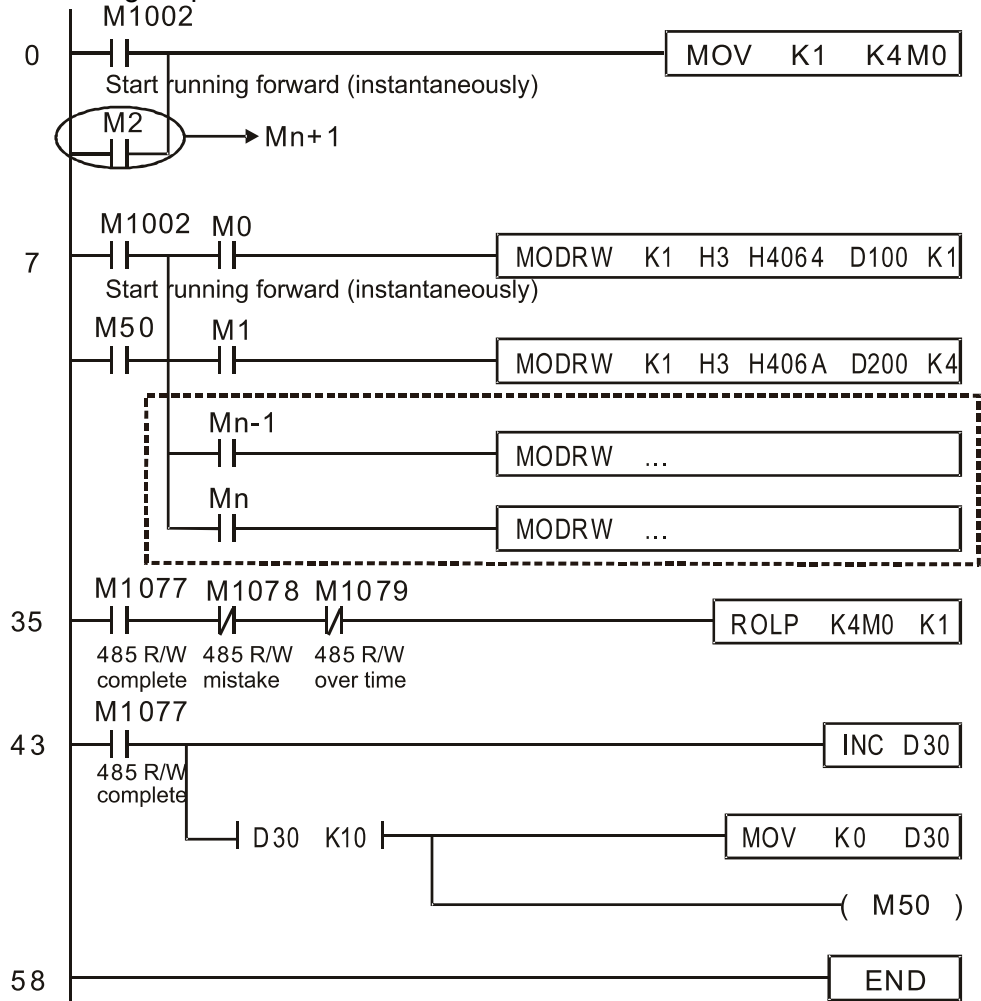 M1002
0 MOV K1 K4M0
Start running forward (instantaneously)
M2
Mn+1
M1002 M0
7 MODRW K1 H3 H4064 D100 K1
Start running forward (instantaneously)
M50 M1
MODRW K1 H3 H406A D200 K4
Mn-1
MODRW ...
Mn
MODRW ...
M1077 M1078 M1079
35 ROLP K4M0 K1
485 R/W 485 R/W 485 R/W
complete mistake over time
M1077
43 INC D30
485 R/W
complete
D30 K10 MOV K0 D30
( M50 )
58 END